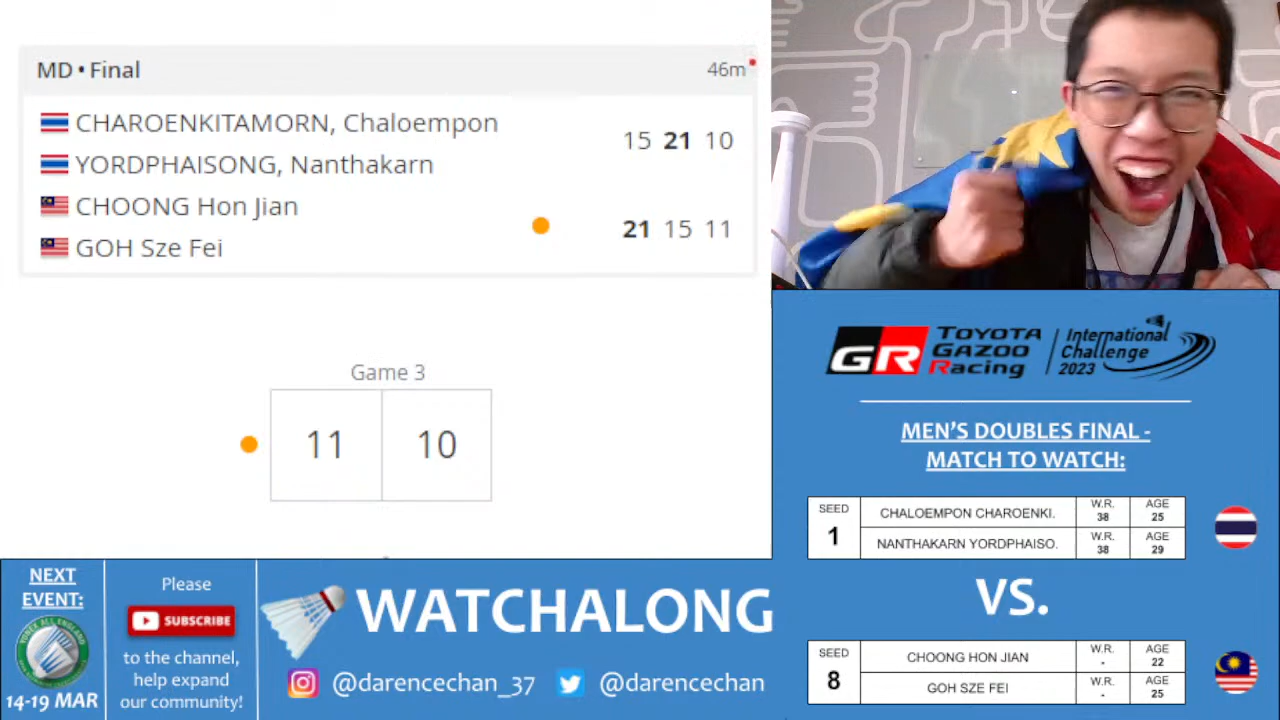 MD • Final
46m
CHAROENKITAMORN, Chaloempon
YORDPHAISONG, Nanthakarn
15 21 10
CHOONG Hon Jian
GOH Sze Fei
21 15 11
Game 3
11 10
GR TOYOTA GAZOO Racing
International Challenge 2023
MEN'S DOUBLES FINAL -
MATCH TO WATCH:
SEED 1
CHALOEMPON CHAROENKI. W.R. 38 AGE 25
NANTHAKARN YORDPHAISO. W.R. 38 AGE 29
VS.
SEED 8
CHOONG HON JIAN W.R. - AGE 22
GOH SZE FEI W.R. - AGE 25
NEXT
EVENT:
14-19 MAR
Please
SUBSCRIBE
to the channel,
help expand
our community!
WATCHALONG
@darencechan_37 @darencechan